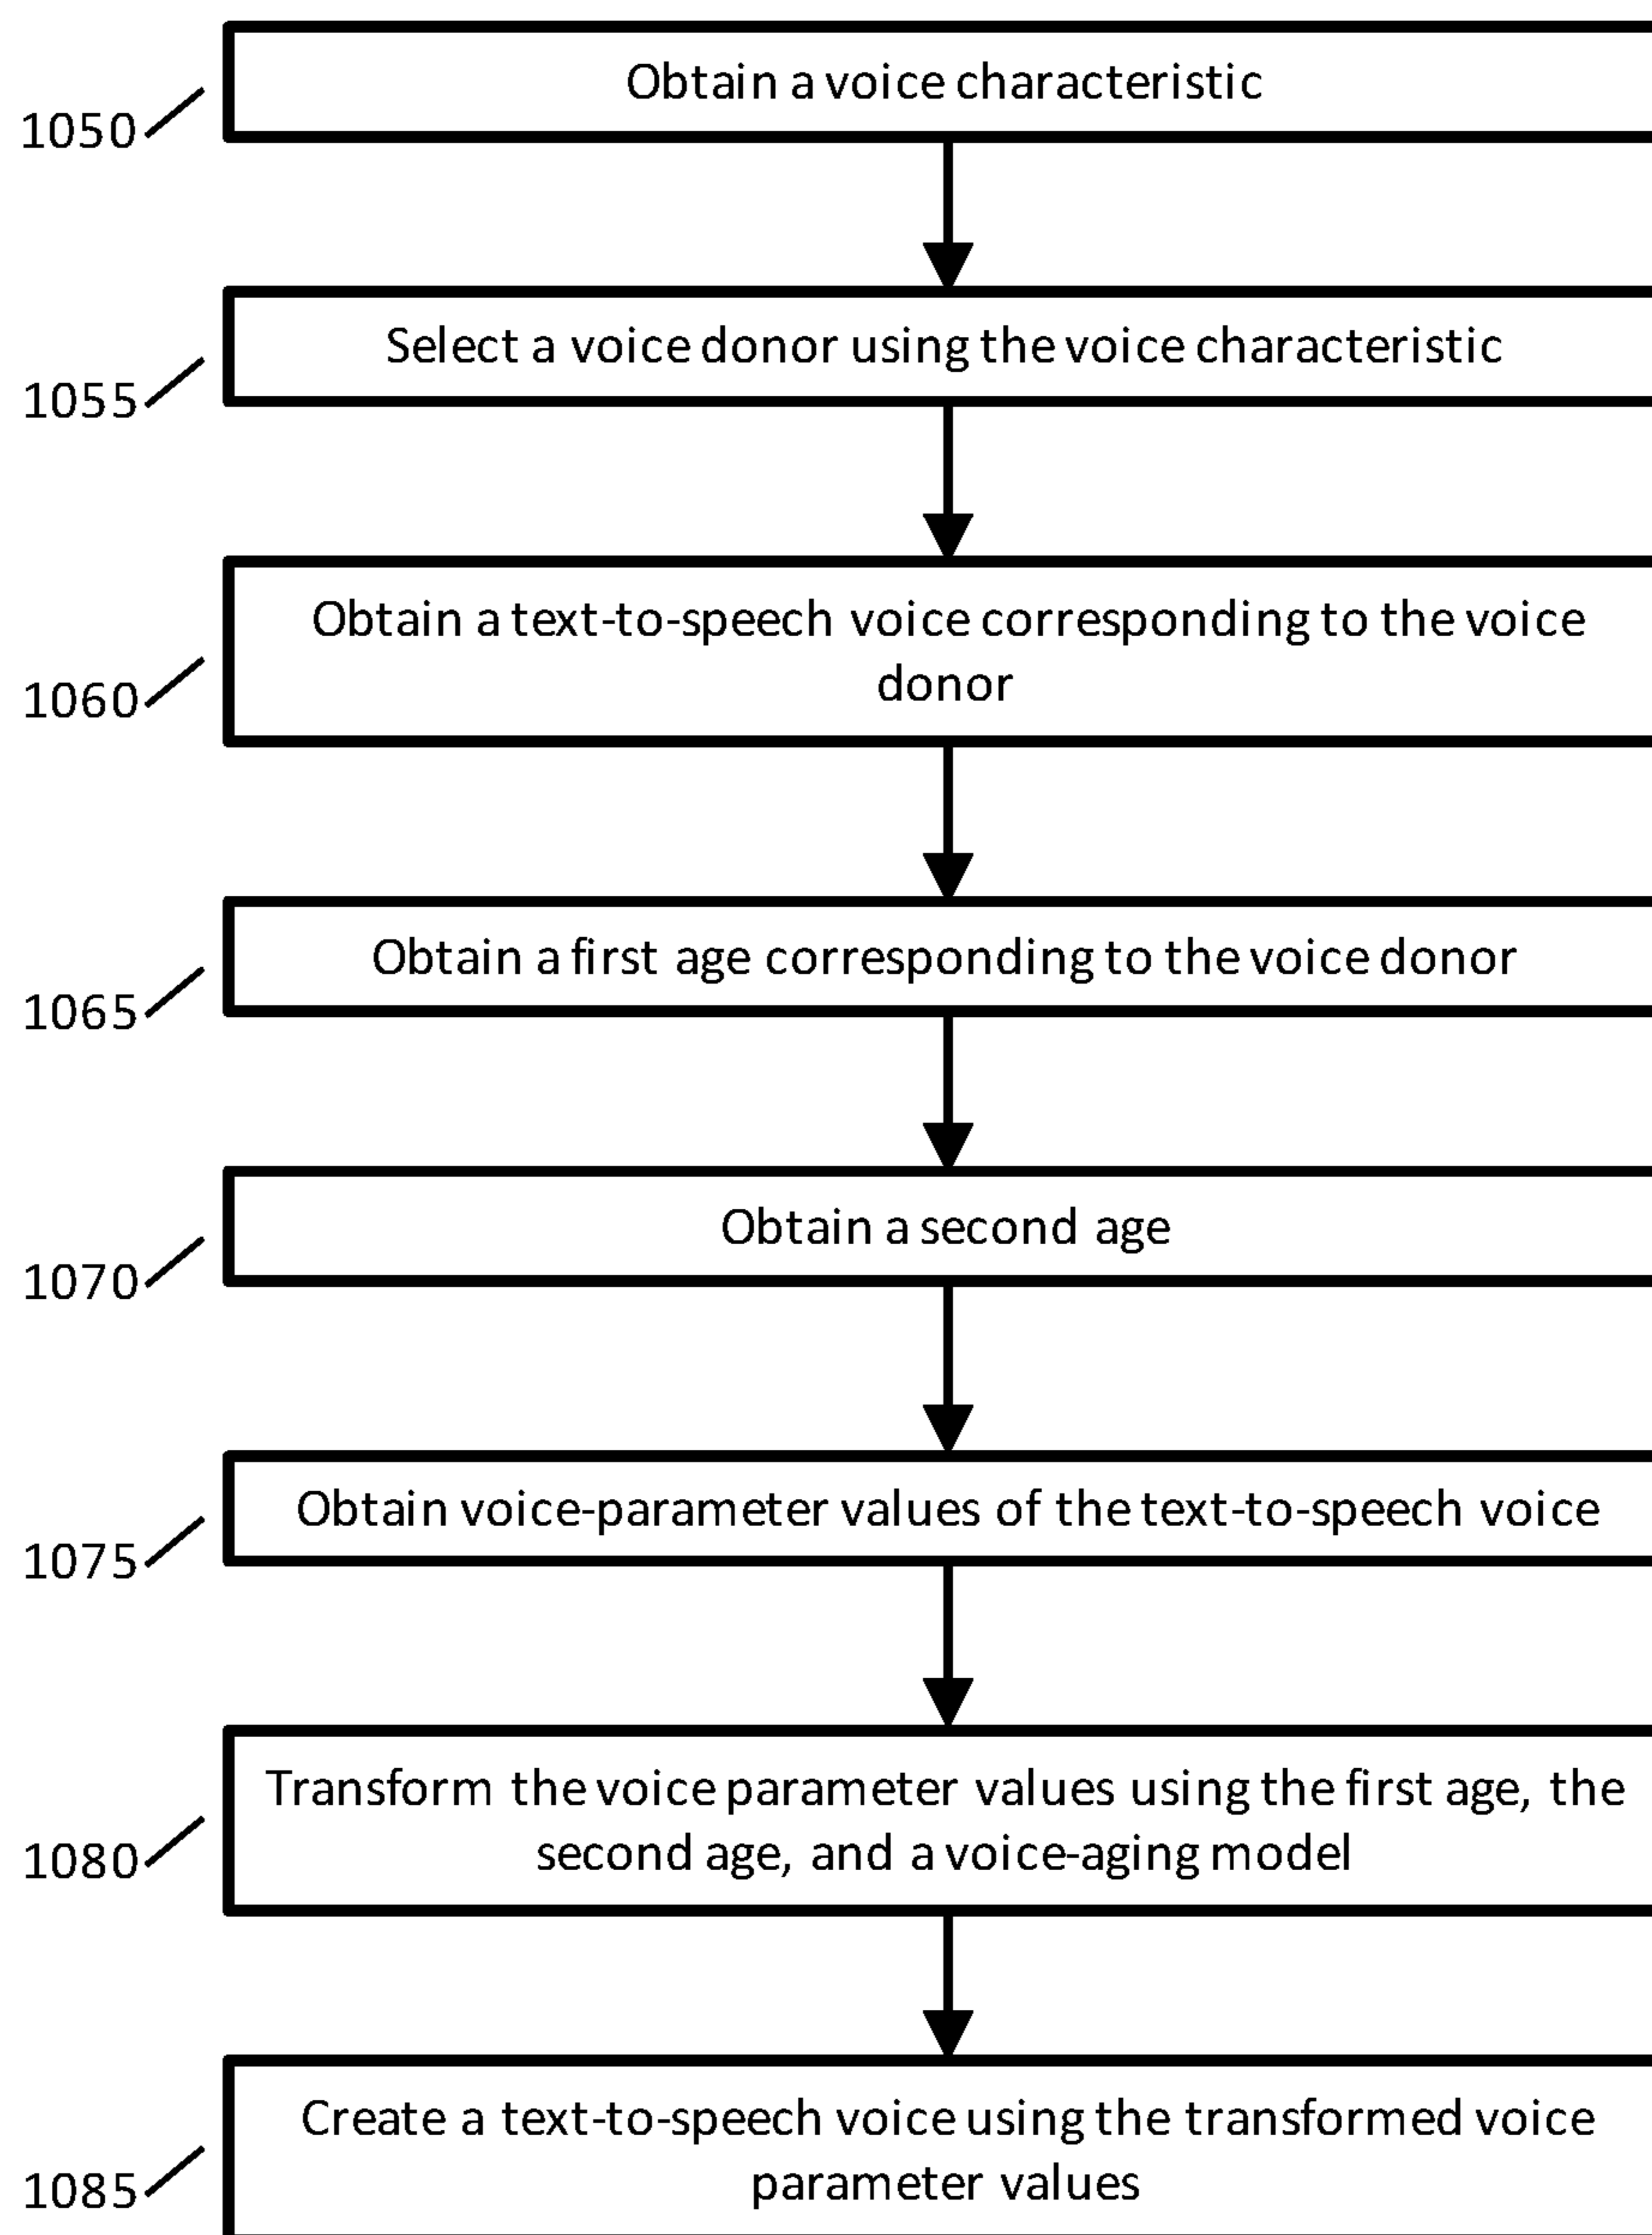 Obtain a voice characteristic
1050
Select a voice donor using the voice characteristic
1055
Obtain a text-to-speech voice corresponding to the voice
donor
1060
Obtain a first age corresponding to the voice donor
1065
Obtain a second age
1070
Obtain voice-parameter values of the text-to-speech voice
1075
Transform the voice parameter values using the first age, the
second age, and a voice-aging model
1080
Create a text-to-speech voice using the transformed voice
parameter values
1085